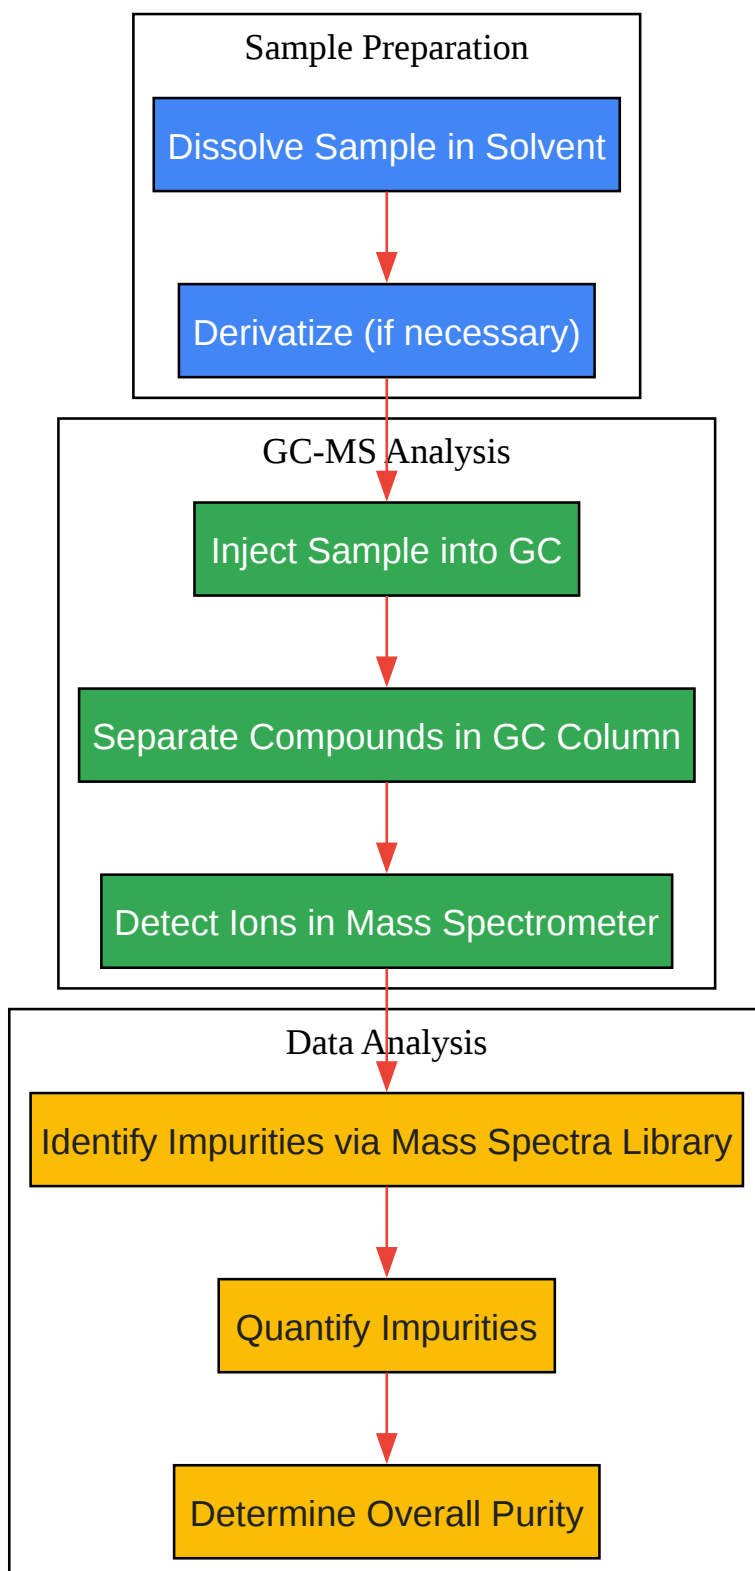 Sample Preparation
Dissolve Sample in Solvent
Derivatize (if necessary)
GC-MS Analysis
Inject Sample into GC
Separate Compounds in GC Column
Detect Ions in Mass Spectrometer
Data Analysis
Identify Impurities via Mass Spectra Library
Quantify Impurities
Determine Overall Purity